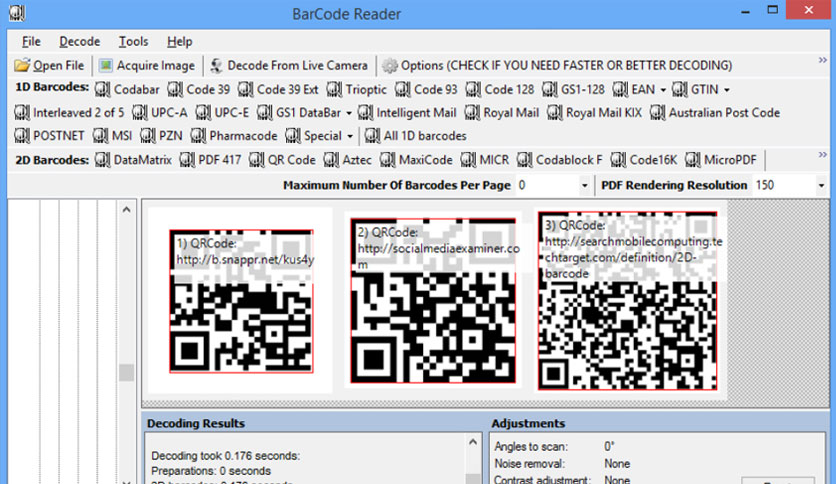 BarCode Reader
File Decode Tools Help
Open File Acquire Image Decode From Live Camera Options (CHECK IF YOU NEED FASTER OR BETTER DECODING)
1D Barcodes: Codabar Code 39 Code 39 Ext Trioptic Code 93 Code 128 GS1-128 EAN GTIN
Interleaved 2 of 5 UPC-A UPC-E GS1 DataBar Intelligent Mail Royal Mail Royal Mail KIX Australian Post Code
POSTNET MSI PZN Pharmacode Special All 1D barcodes
2D Barcodes: DataMatrix PDF 417 QR Code Aztec MaxiCode MICR Codablock F Code16K MicroPDF
Maximum Number Of Barcodes Per Page 0 PDF Rendering Resolution 150
1) QRCode:
http://b.snappr.net/kus4y
2) QRCode:
http://socialmediaexaminer.co
m
3) QRCode:
http://searchmobilecomputing.te
chtarget.com/definition/2D-
barcode
Decoding Results
Decoding took 0.176 seconds:
Preparations: 0 seconds
Adjustments
Angles to scan: 0°
Noise removal: None
Contrast adjustment: None